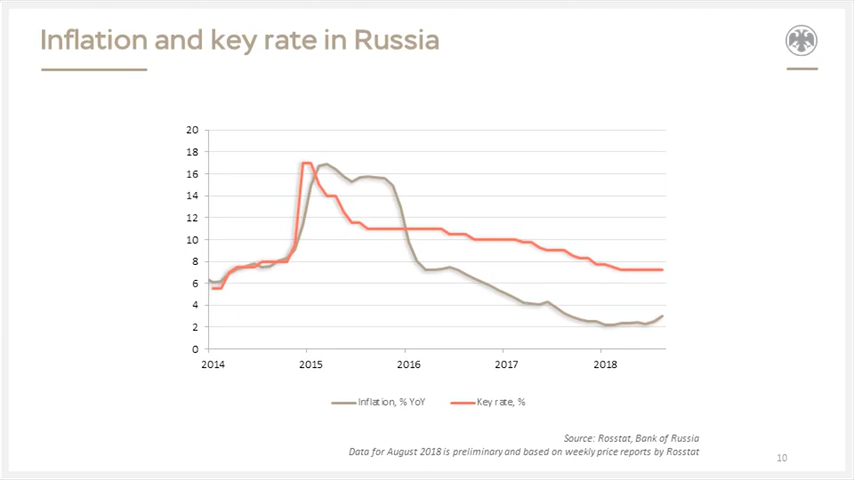 Inflation and key rate in Russia
20
18
16
14
12
10
8
6
4
2
0
2014 2015 2016 2017 2018
Inflation, % YoY Key rate, %
Source: Rosstat, Bank of Russia
Data for August 2018 is preliminary and based on weekly price reports by Rosstat
10